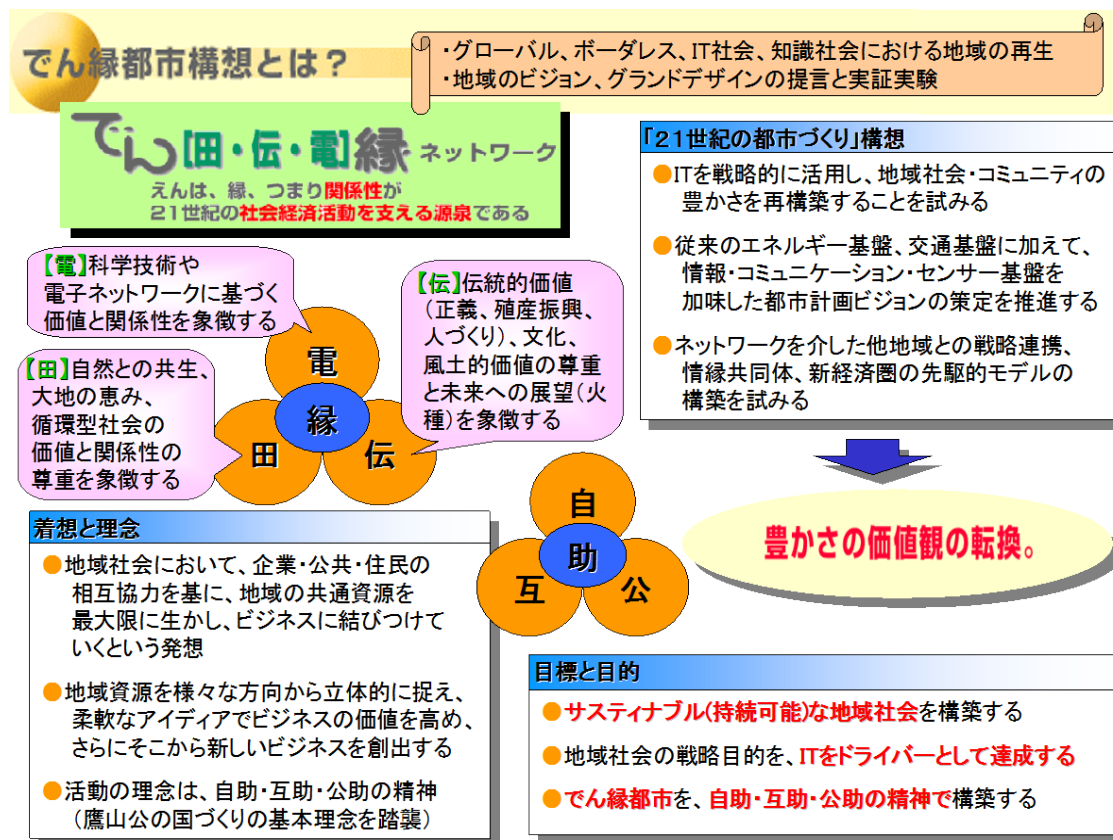 でん縁都市構想とは？
・グローバル、ボーダレス、IT社会、知識社会における地域の再生
・地域のビジョン、グランドデザインの提言と実証実験
でん【田・伝・電】縁 ネットワーク
えんは、縁、つまり関係性が
21世紀の社会経済活動を支える源泉である
「21世紀の都市づくり」構想
●ITを戦略的に活用し、地域社会・コミュニティの
豊かさを再構築することを試みる
●従来のエネルギー基盤、交通基盤に加えて、
情報・コミュニケーション・センサー基盤を
加味した都市計画ビジョンの策定を推進する
●ネットワークを介した他地域との戦略連携、
情縁共同体、新経済圏の先駆的モデルの
構築を試みる
【電】科学技術や
電子ネットワークに基づく
価値と関係性を象徴する
【伝】伝統的価値
（正義、殖産振興、
人づくり）、文化、
風土的価値の尊重
と未来への展望（火
種）を象徴する
【田】自然との共生、
大地の恵み、
循環型社会の
価値と関係性の
尊重を象徴する
電
縁
田
伝
自
助
互
公
豊かさの価値観の転換。
着想と理念
●地域社会において、企業・公共・住民の
相互協力を基に、地域の共通資源を
最大限に生かし、ビジネスに結びつけて
いくという発想
●地域資源を様々な方向から立体的に捉え、
柔軟なアイディアでビジネスの価値を高め、
さらにそこから新しいビジネスを創出する
●活動の理念は、自助・互助・公助の精神
（鷹山公の国づくりの基本理念を踏襲）
目標と目的
●サスティナブル(持続可能)な地域社会を構築する
●地域社会の戦略目的を、ITをドライバーとして達成する
●でん縁都市を、自助・互助・公助の精神で構築する